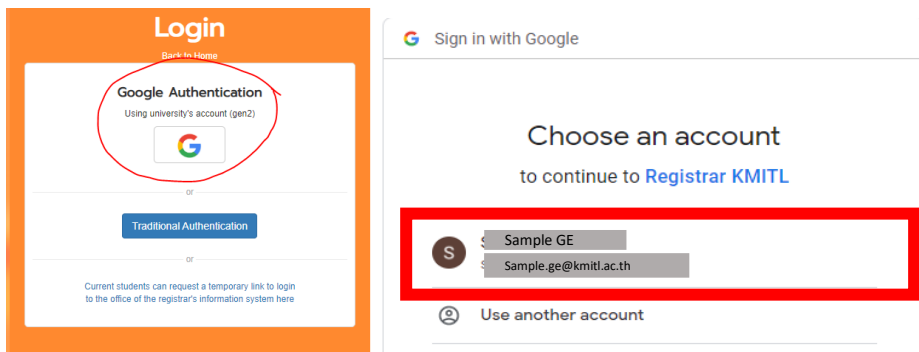 Login
Back to Home
Google Authentication
Using university's account (gen2)
or
Traditional Authentication
or
Current students can request a temporary link to login
to the office of the registrar's information system here
Sign in with Google
Choose an account
to continue to Registrar KMITL
S
Sample GE
Sample.ge@kmitl.ac.th
Use another account